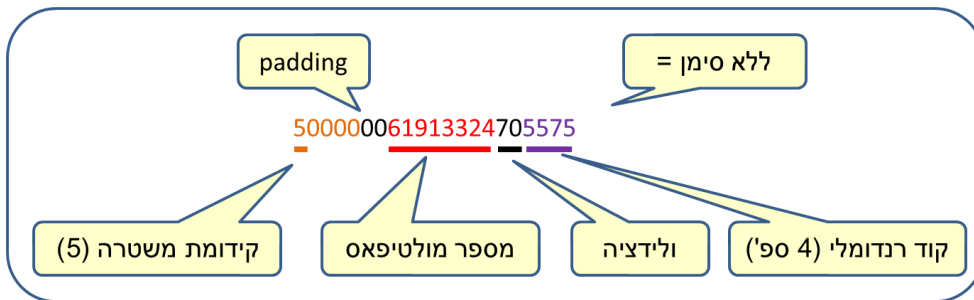 ללא סימן =
padding
500000061913324705575
קוד רנדומלי (4 ספ')
ולידציה
מספר מולטיפאס
קידומת משטרה (5)